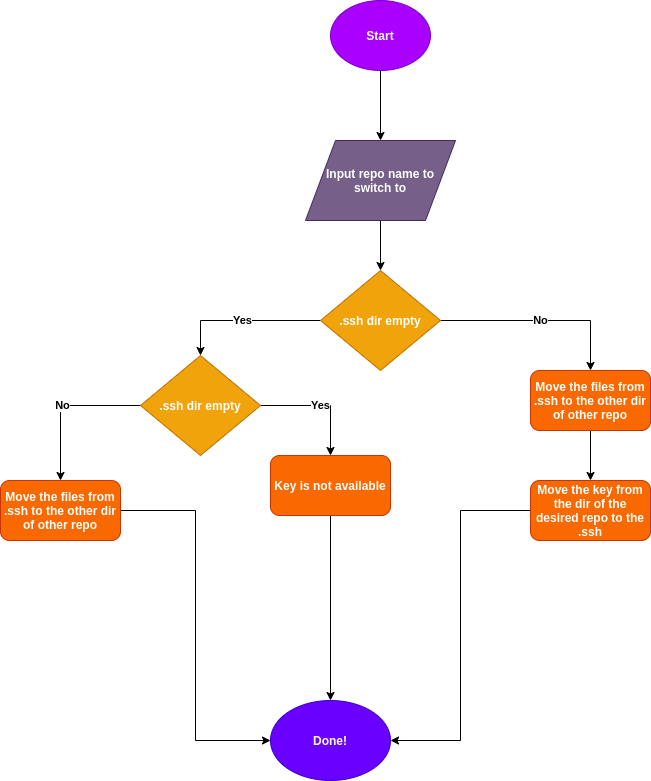 Start
Input repo name to
switch to
.ssh dir empty
Yes
No
.ssh dir empty
No
Yes
Move the files from
.ssh to the other dir
of other repo
Key is not available
Move the files from
.ssh to the other dir
of other repo
Move the key from
the dir of the
desired repo to the
.ssh
Done!